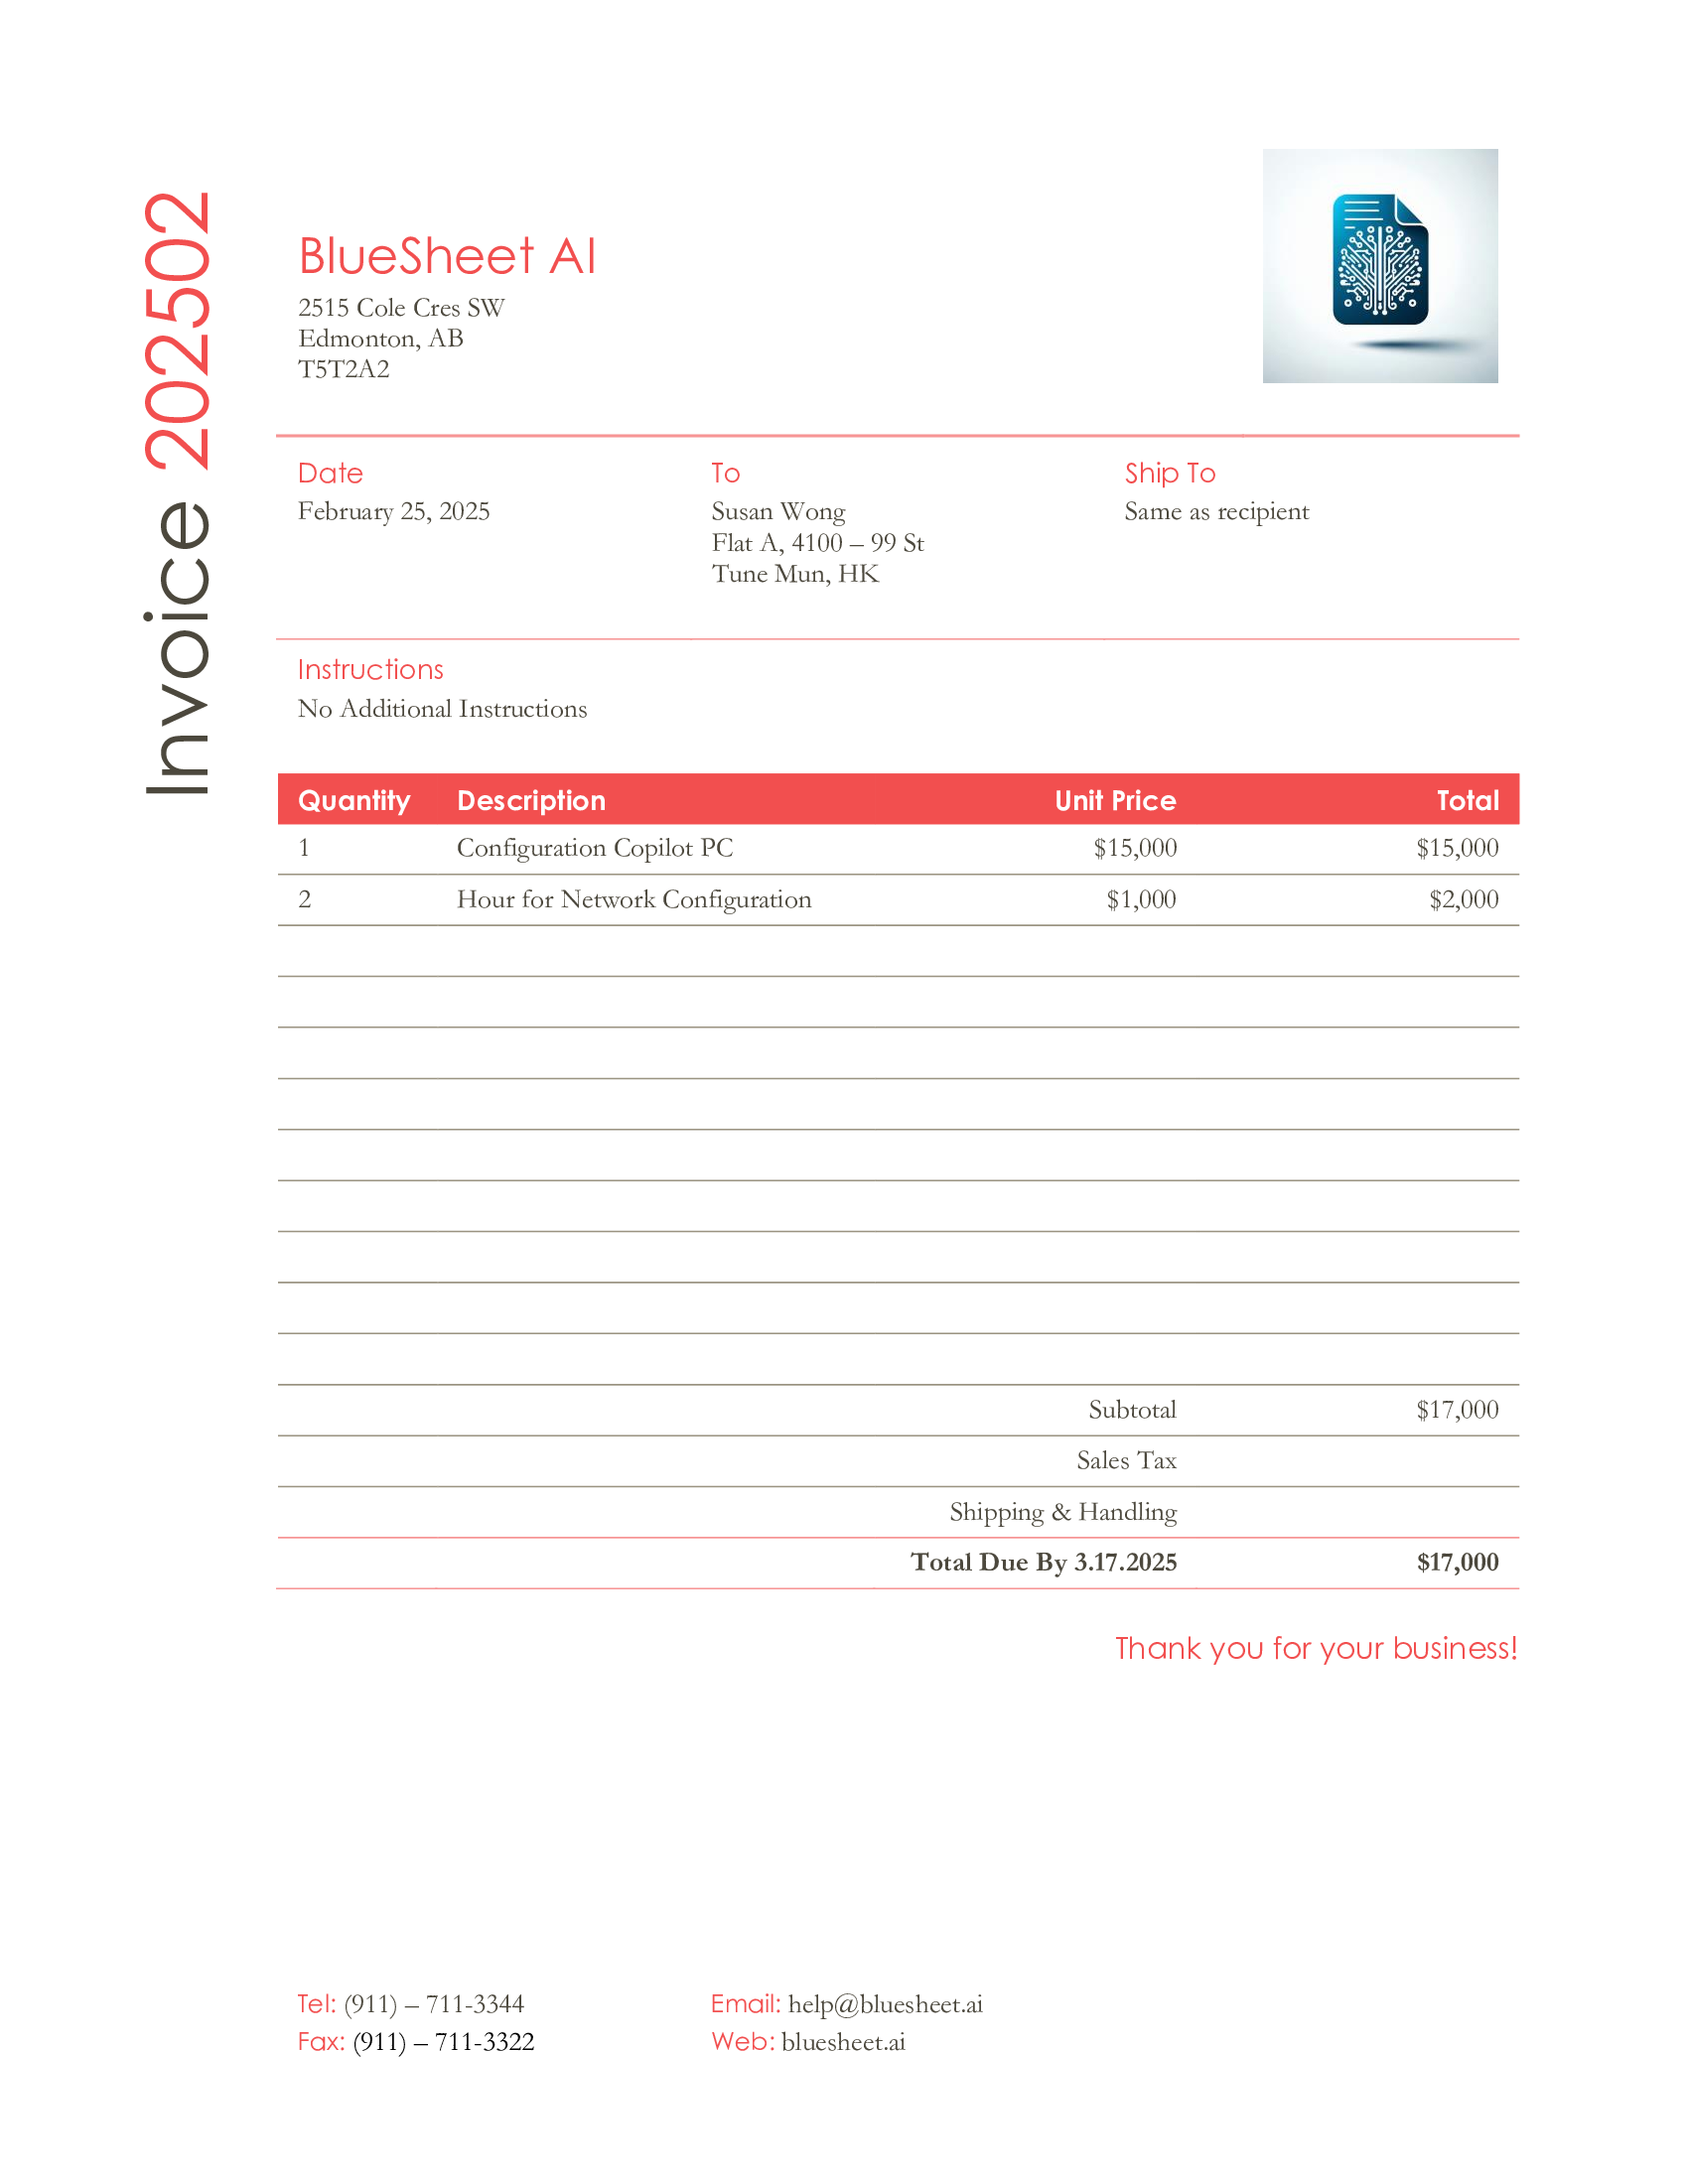 Invoice 202502
BlueSheet AI
2515 Cole Cres SW
Edmonton, AB
T5T2A2
Date
February 25, 2025
To
Susan Wong
Flat A, 4100 – 99 St
Tune Mun, HK
Ship To
Same as recipient
Instructions
No Additional Instructions
Quantity Description Unit Price Total
1 Configuration Copilot PC $15,000 $15,000
2 Hour for Network Configuration $1,000 $2,000
Subtotal $17,000
Sales Tax
Shipping & Handling
Total Due By 3.17.2025 $17,000
Thank you for your business!
Tel: (911) – 711-3344 Email: help@bluesheet.ai
Fax: (911) – 711-3322 Web: bluesheet.ai